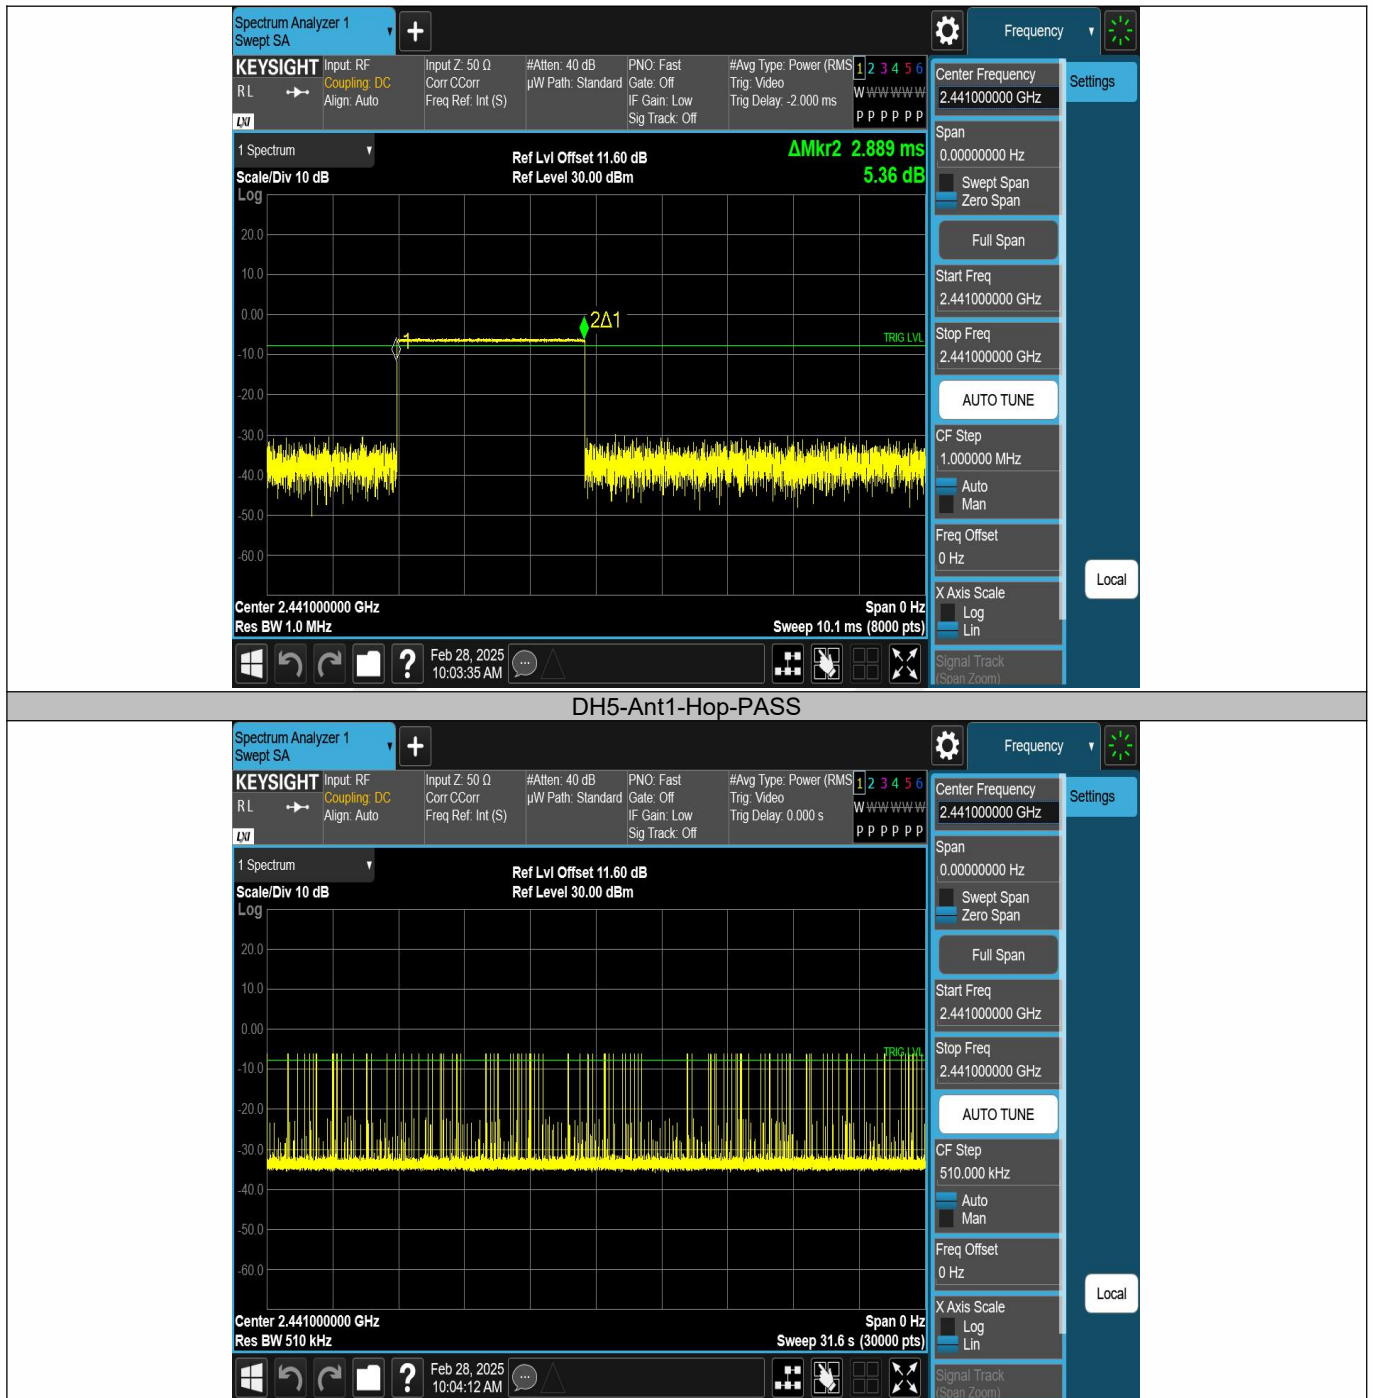 Spectrum Analyzer 1
Swept SA
Frequency
KEYSIGHT
RL
LXI
Input: RF
Coupling: DC
Align: Auto
Input Z: 50 Ω
Corr CCorr
Freq Ref: Int (S)
#Atten: 40 dB
µW Path: Standard
PNO: Fast
Gate: Off
IF Gain: Low
Sig Track: Off
#Avg Type: Power (RMS
Trig: Video
Trig Delay: -2.000 ms
1 2 3 4 5 6
W W W W W W
P P P P P P
Center Frequency
2.441000000 GHz
Settings
1 Spectrum
Scale/Div 10 dB
Log
Ref Lvl Offset 11.60 dB
Ref Level 30.00 dBm
ΔMkr2 2.889 ms
5.36 dB
Span
0.00000000 Hz
Swept Span
Zero Span
Full Span
Start Freq
2.441000000 GHz
Stop Freq
2.441000000 GHz
AUTO TUNE
CF Step
1.000000 MHz
Auto
Man
Freq Offset
0 Hz
X Axis Scale
Log
Lin
Signal Track
(Span Zoom)
Local
20.0
10.0
0.00
-10.0
-20.0
-30.0
-40.0
-50.0
-60.0
1
2Δ1
TRIG LVL
Center 2.441000000 GHz
Res BW 1.0 MHz
Span 0 Hz
Sweep 10.1 ms (8000 pts)
?
Feb 28, 2025
10:03:35 AM
DH5-Ant1-Hop-PASS
Spectrum Analyzer 1
Swept SA
Frequency
KEYSIGHT
RL
LXI
Input: RF
Coupling: DC
Align: Auto
Input Z: 50 Ω
Corr CCorr
Freq Ref: Int (S)
#Atten: 40 dB
µW Path: Standard
PNO: Fast
Gate: Off
IF Gain: Low
Sig Track: Off
#Avg Type: Power (RMS
Trig: Video
Trig Delay: 0.000 s
1 2 3 4 5 6
W W W W W W
P P P P P P
Center Frequency
2.441000000 GHz
Settings
1 Spectrum
Scale/Div 10 dB
Log
Ref Lvl Offset 11.60 dB
Ref Level 30.00 dBm
Span
0.00000000 Hz
Swept Span
Zero Span
Full Span
Start Freq
2.441000000 GHz
Stop Freq
2.441000000 GHz
AUTO TUNE
CF Step
510.000 kHz
Auto
Man
Freq Offset
0 Hz
X Axis Scale
Log
Lin
Signal Track
(Span Zoom)
Local
20.0
10.0
0.00
-10.0
-20.0
-30.0
-40.0
-50.0
-60.0
TRIG LVL
Center 2.441000000 GHz
Res BW 510 kHz
Span 0 Hz
Sweep 31.6 s (30000 pts)
?
Feb 28, 2025
10:04:12 AM